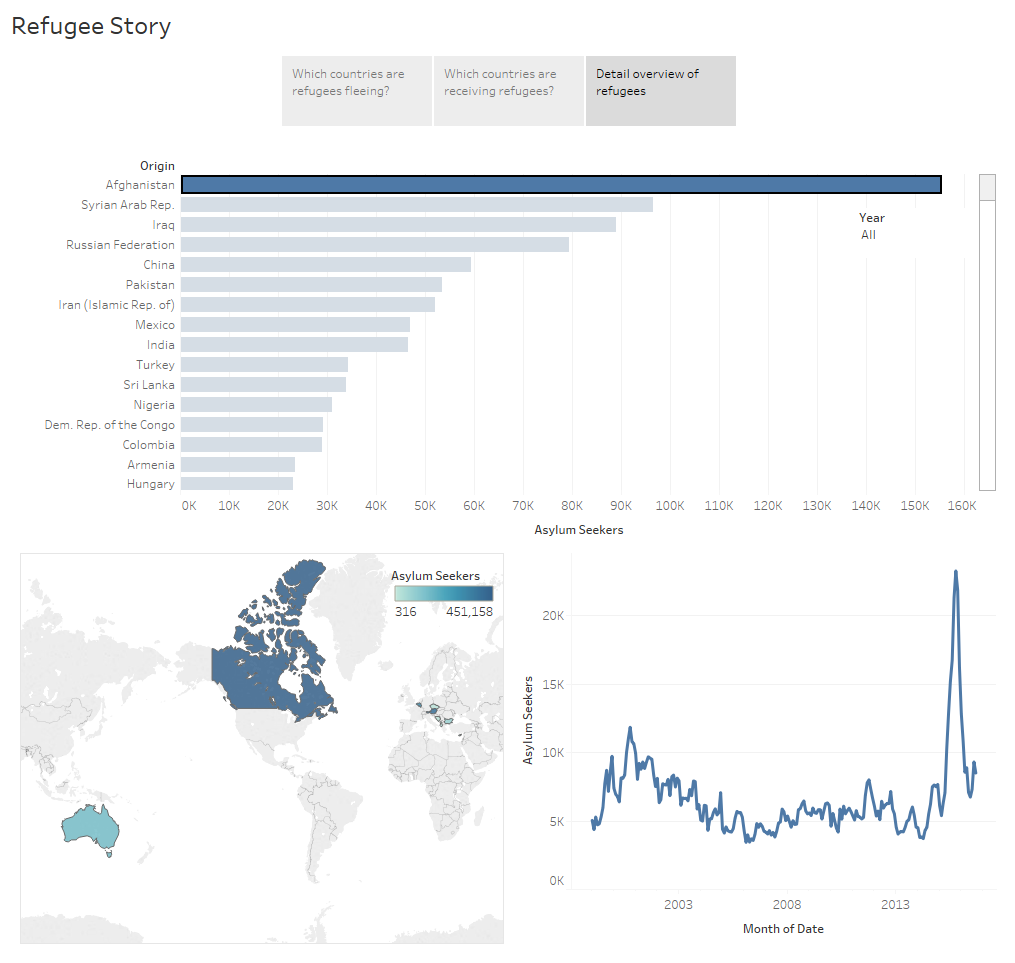 Refugee Story
Which countries are
refugees fleeing?
Which countries are
receiving refugees?
Detail overview of
refugees
Origin
Afghanistan
Syrian Arab Rep.
Iraq
Russian Federation
China
Pakistan
Iran (Islamic Rep. of)
Mexico
India
Turkey
Sri Lanka
Nigeria
Dem. Rep. of the Congo
Colombia
Armenia
Hungary
Year
All
0K 10K 20K 30K 40K 50K 60K 70K 80K 90K 100K 110K 120K 130K 140K 150K 160K
Asylum Seekers
Asylum Seekers
316 451,158
Asylum Seekers
20K
15K
10K
5K
0K
2003 2008 2013
Month of Date